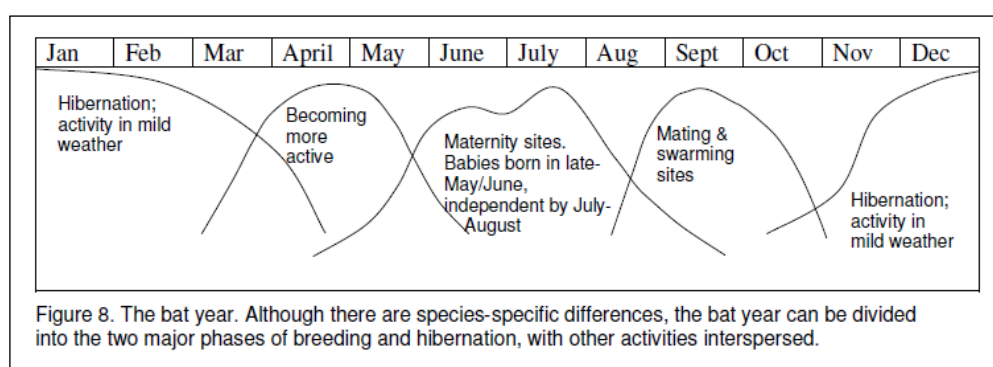 Jan Feb Mar April May June July Aug Sept Oct Nov Dec
Hibernation;
activity in mild
weather
Becoming
more
active
Maternity sites.
Babies born in late-
May/June,
independent by July-
August
Mating &
swarming
sites
Hibernation;
activity in
mild weather
Figure 8. The bat year. Although there are species-specific differences, the bat year can be divided
into the two major phases of breeding and hibernation, with other activities interspersed.